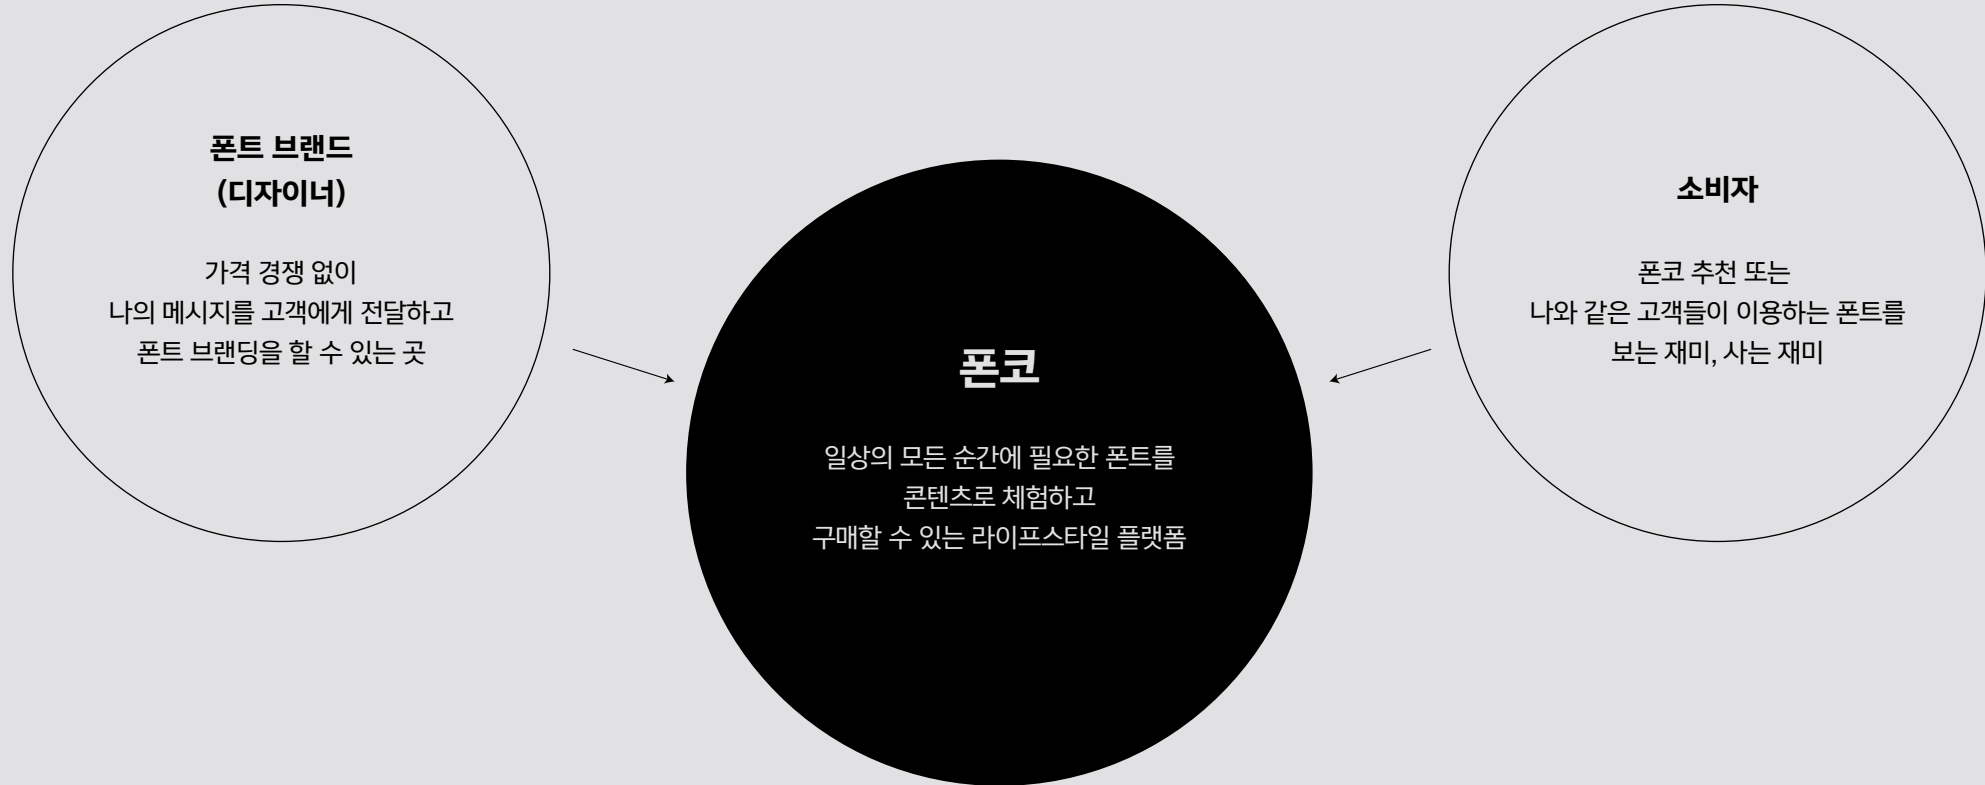 폰트 브랜드
(디자이너)
가격 경쟁 없이
나의 메시지를 고객에게 전달하고
폰트 브랜딩을 할 수 있는 곳
폰코
일상의 모든 순간에 필요한 폰트를
콘텐츠로 체험하고
구매할 수 있는 라이프스타일 플랫폼
소비자
폰코 추천 또는
나와 같은 고객들이 이용하는 폰트를
보는 재미, 사는 재미